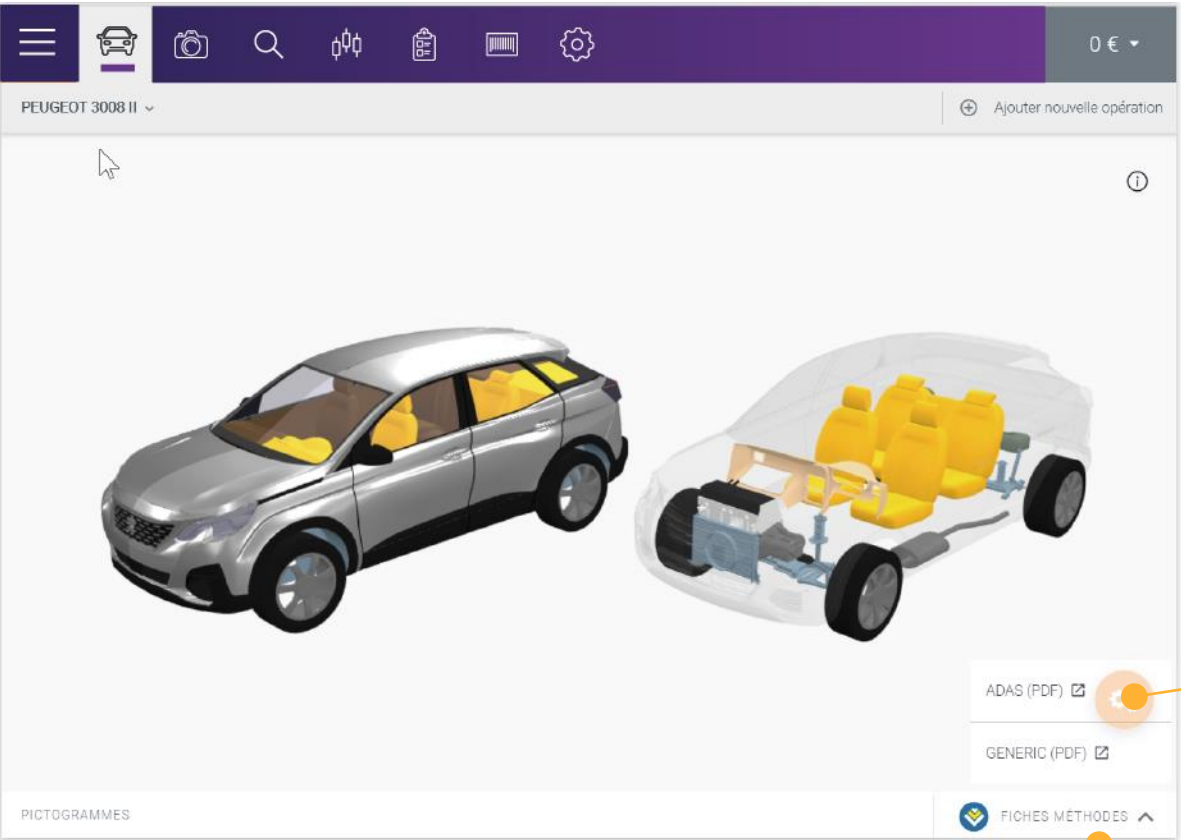 0 €
PEUGEOT 3008 II
Ajouter nouvelle opération
ADAS (PDF)
GENERIC (PDF)
PICTOGRAMMES
FICHES MÉTHODES